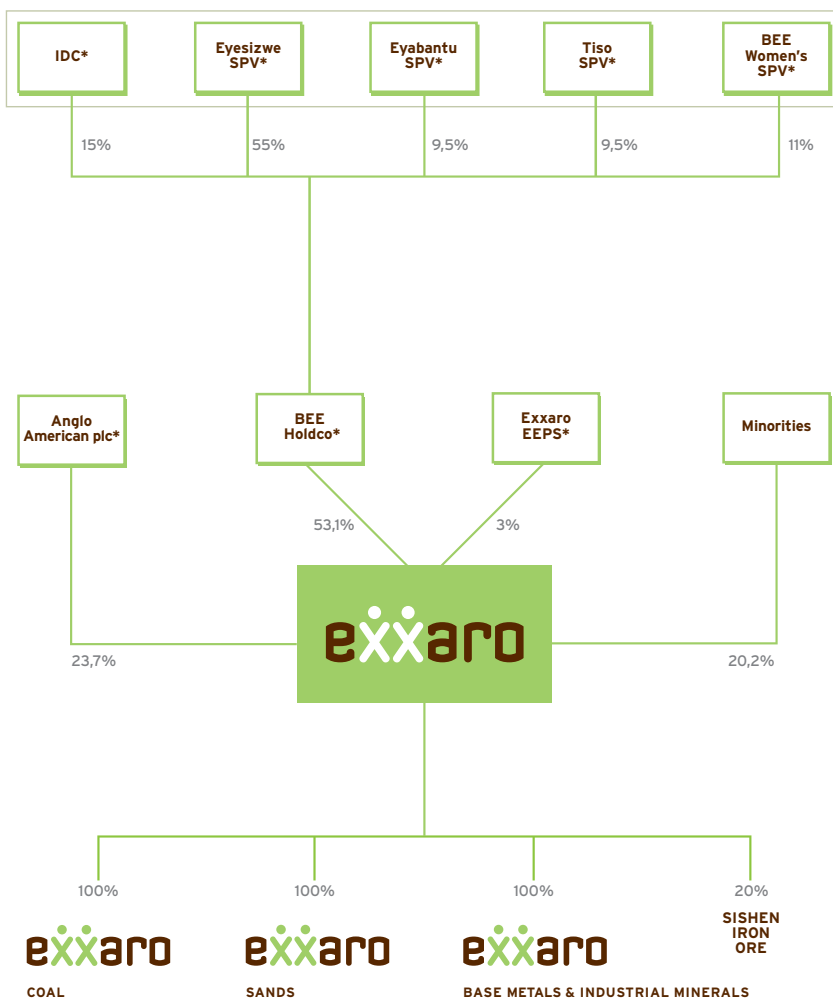 IDC*
Eyesizwe
SPV*
Eyabantu
SPV*
Tiso
SPV*
BEE
Women's
SPV*
15%
55%
9,5%
9,5%
11%
Anglo
American plc*
BEE
Holdco*
Exxaro
EEPS*
Minorities
53,1%
3%
exxaro
23,7%
20,2%
100%
100%
100%
20%
exxaro
COAL
exxaro
SANDS
exxaro
BASE METALS & INDUSTRIAL MINERALS
SISHEN
IRON
ORE